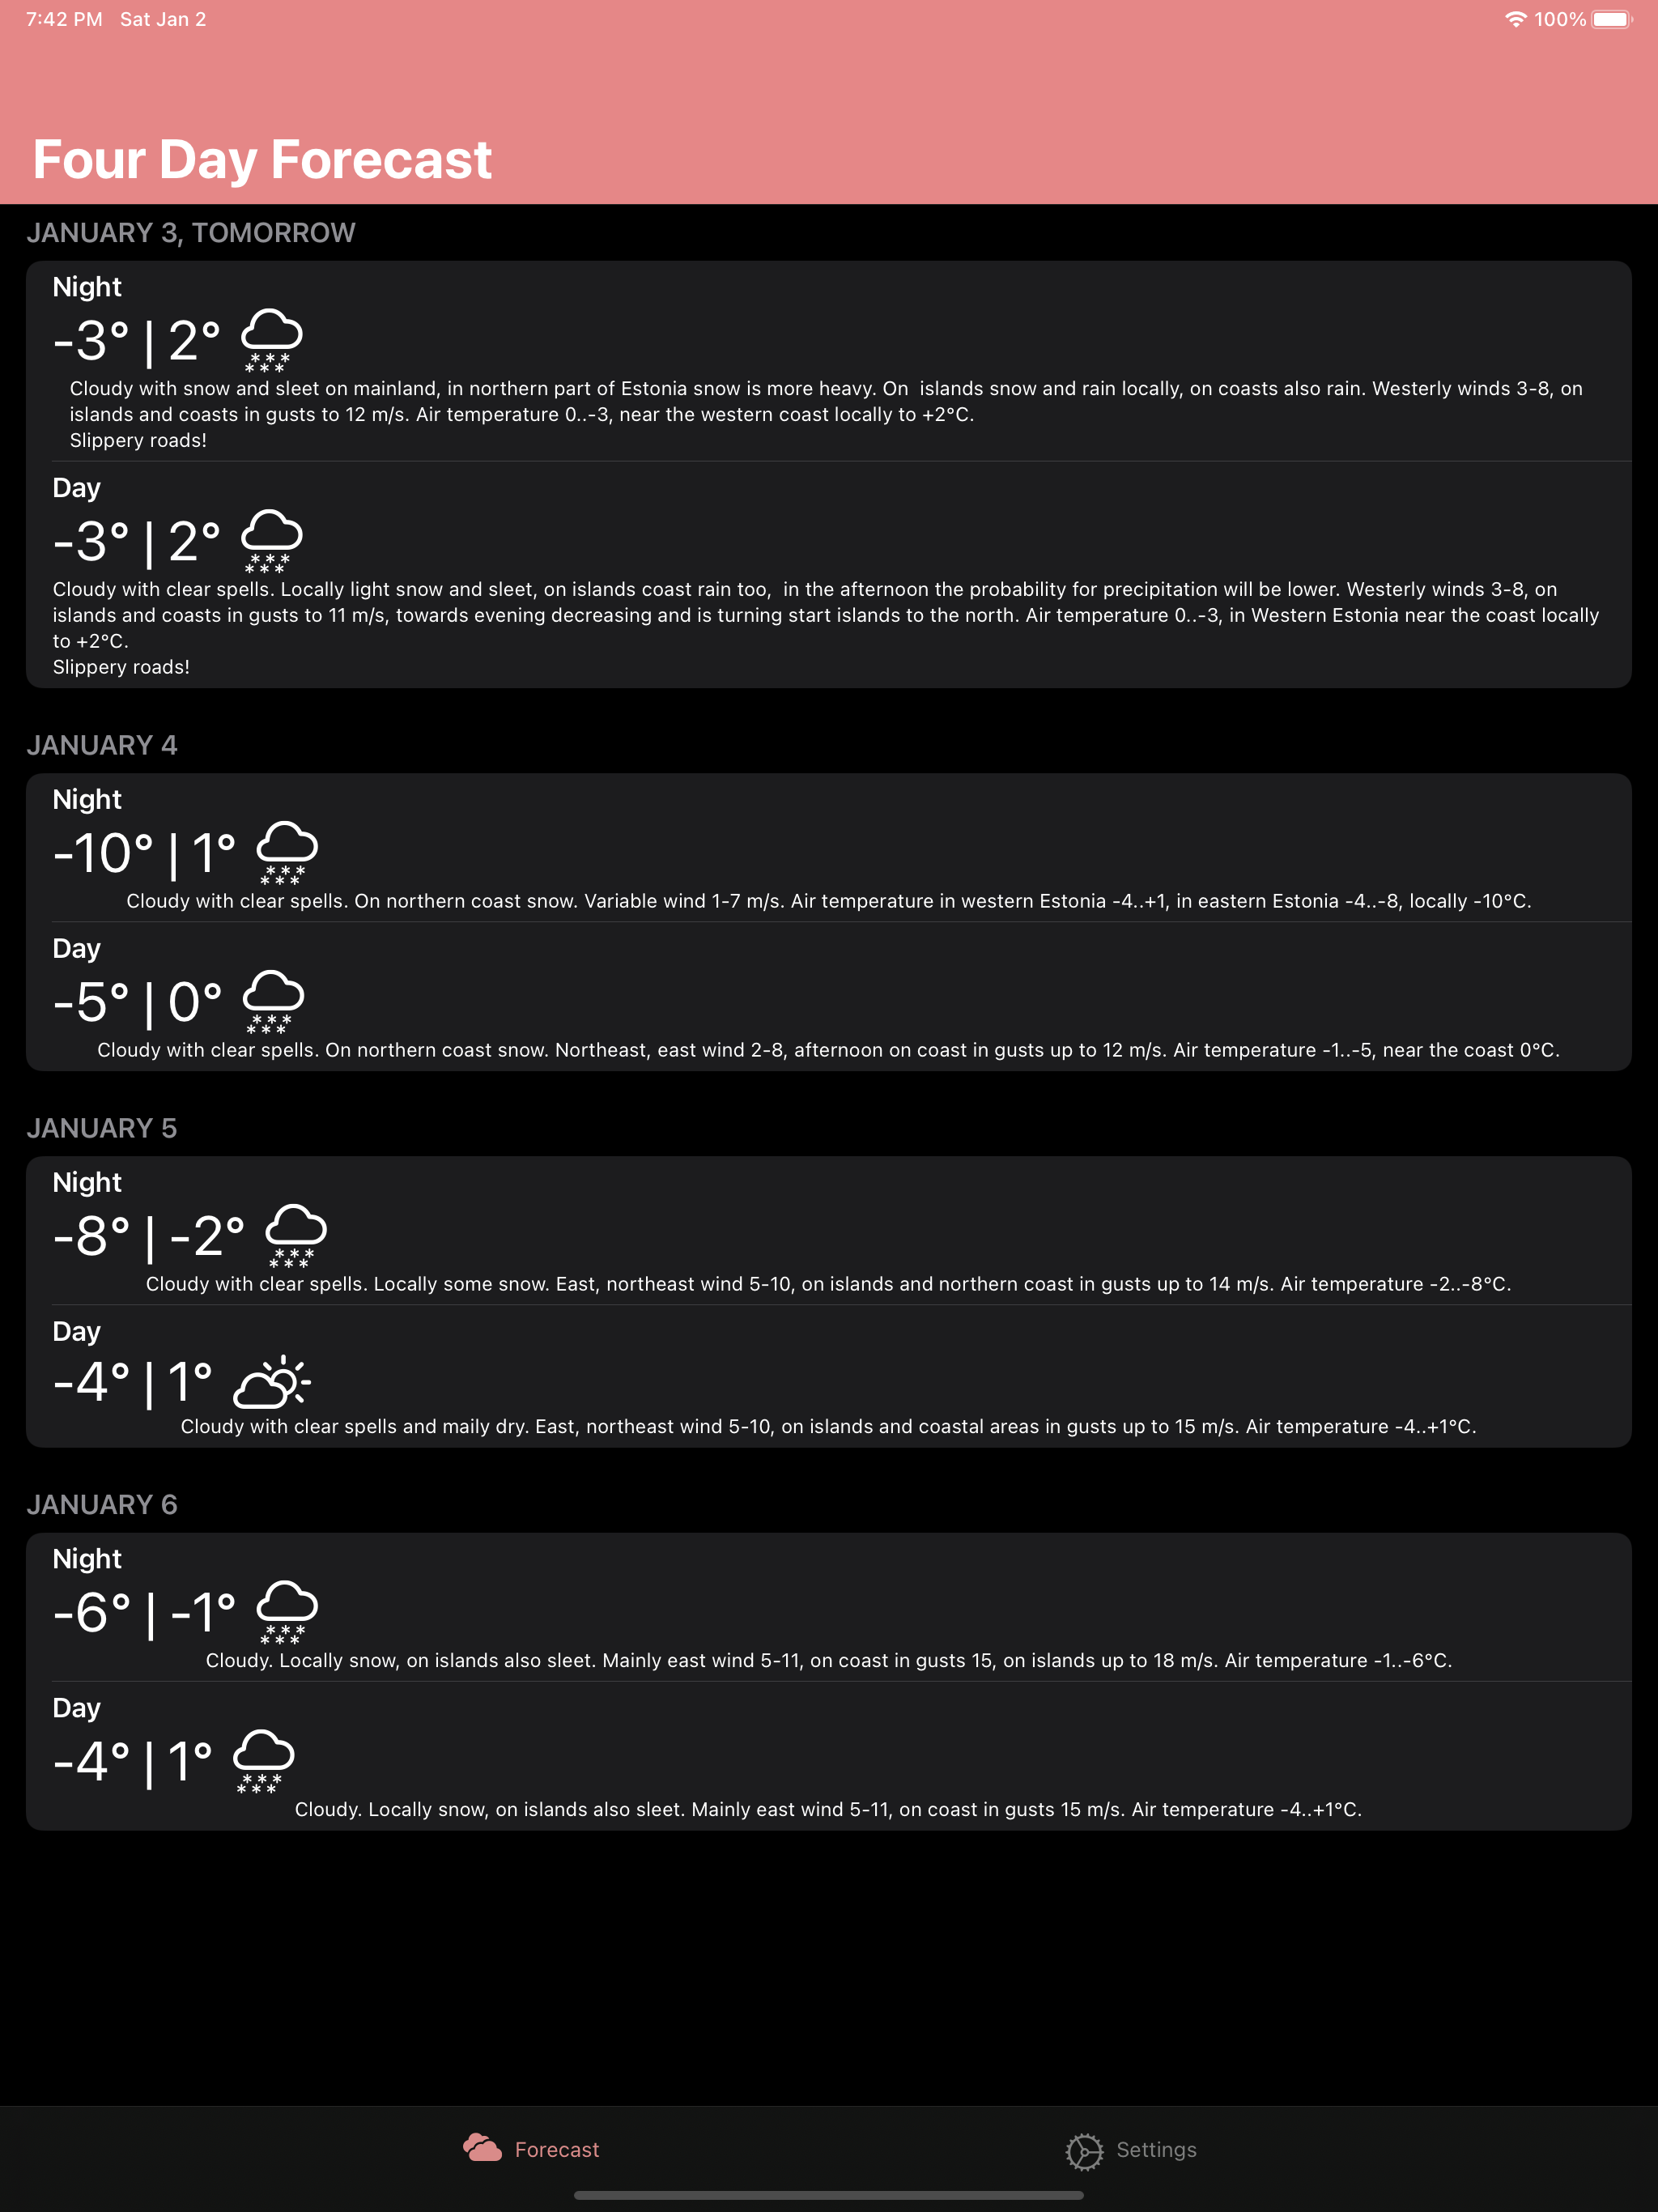 7:42 PM Sat Jan 2 100%
Four Day Forecast
JANUARY 3, TOMORROW
Night
-3° | 2°
Cloudy with snow and sleet on mainland, in northern part of Estonia snow is more heavy. On  islands snow and rain locally, on coasts also rain. Westerly winds 3-8, on
islands and coasts in gusts to 12 m/s. Air temperature 0..-3, near the western coast locally to +2°C.
Slippery roads!
Day
-3° | 2°
Cloudy with clear spells. Locally light snow and sleet, on islands coast rain too,  in the afternoon the probability for precipitation will be lower. Westerly winds 3-8, on
islands and coasts in gusts to 11 m/s, towards evening decreasing and is turning start islands to the north. Air temperature 0..-3, in Western Estonia near the coast locally
to +2°C.
Slippery roads!
JANUARY 4
Night
-10° | 1°
Cloudy with clear spells. On northern coast snow. Variable wind 1-7 m/s. Air temperature in western Estonia -4..+1, in eastern Estonia -4..-8, locally -10°C.
Day
-5° | 0°
Cloudy with clear spells. On northern coast snow. Northeast, east wind 2-8, afternoon on coast in gusts up to 12 m/s. Air temperature -1..-5, near the coast 0°C.
JANUARY 5
Night
-8° | -2°
Cloudy with clear spells. Locally some snow. East, northeast wind 5-10, on islands and northern coast in gusts up to 14 m/s. Air temperature -2..-8°C.
Day
-4° | 1°
Cloudy with clear spells and maily dry. East, northeast wind 5-10, on islands and coastal areas in gusts up to 15 m/s. Air temperature -4..+1°C.
JANUARY 6
Night
-6° | -1°
Cloudy. Locally snow, on islands also sleet. Mainly east wind 5-11, on coast in gusts 15, on islands up to 18 m/s. Air temperature -1..-6°C.
Day
-4° | 1°
Cloudy. Locally snow, on islands also sleet. Mainly east wind 5-11, on coast in gusts 15 m/s. Air temperature -4..+1°C.
Forecast Settings